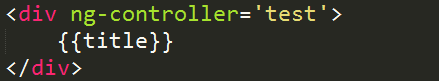 <div ng-controller='test'>
    {{title}}
</div>